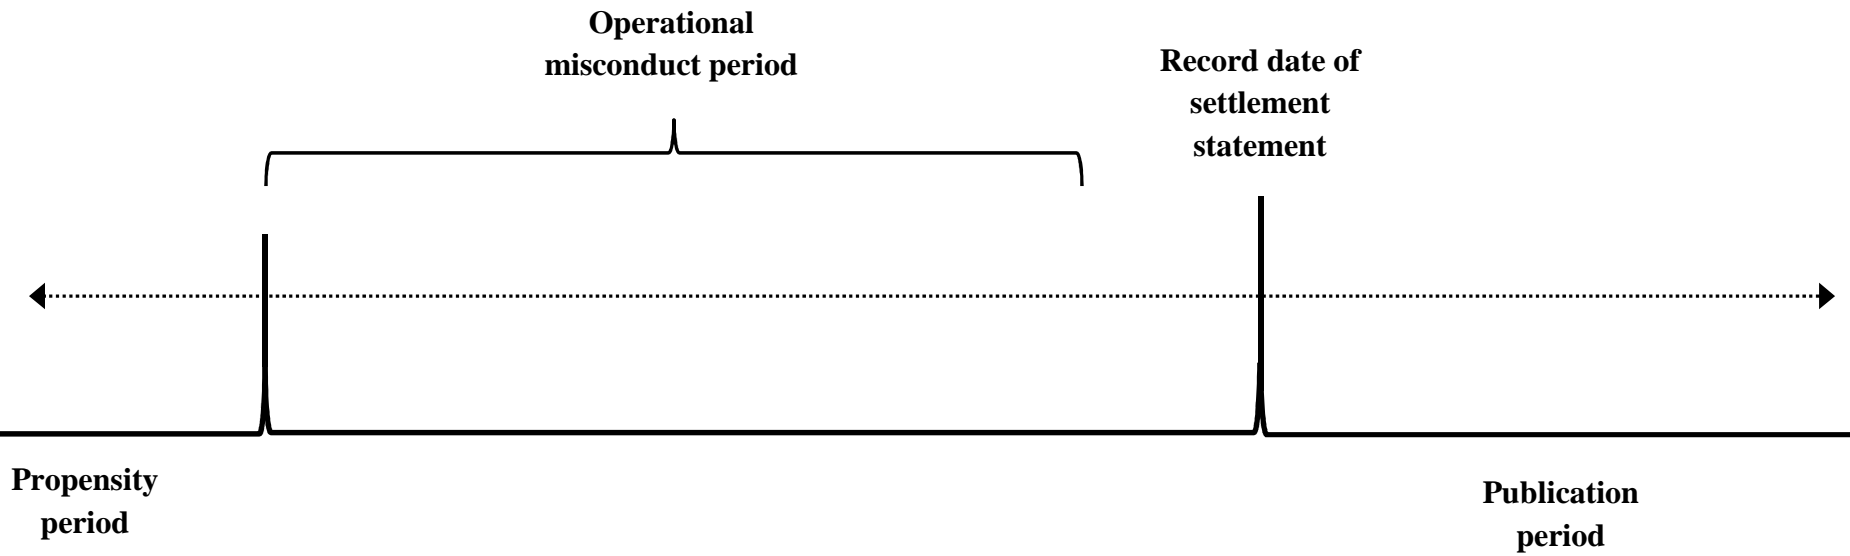 Operational
misconduct period
Record date of
settlement
statement
Propensity
period
Publication
period